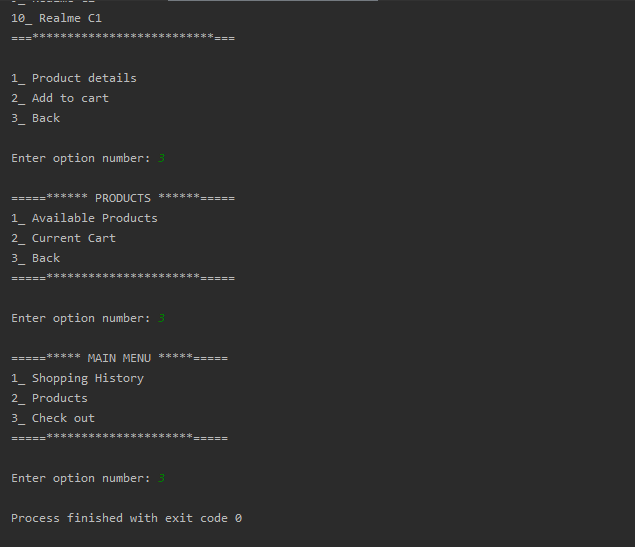 10_ Realme C1
===**************************===
1_ Product details
2_ Add to cart
3_ Back
Enter option number: 3
=====****** PRODUCTS ******=====
1_ Available Products
2_ Current Cart
3_ Back
=====**********************=====
Enter option number: 3
=====***** MAIN MENU *****=====
1_ Shopping History
2_ Products
3_ Check out
=====*********************=====
Enter option number: 3
Process finished with exit code 0